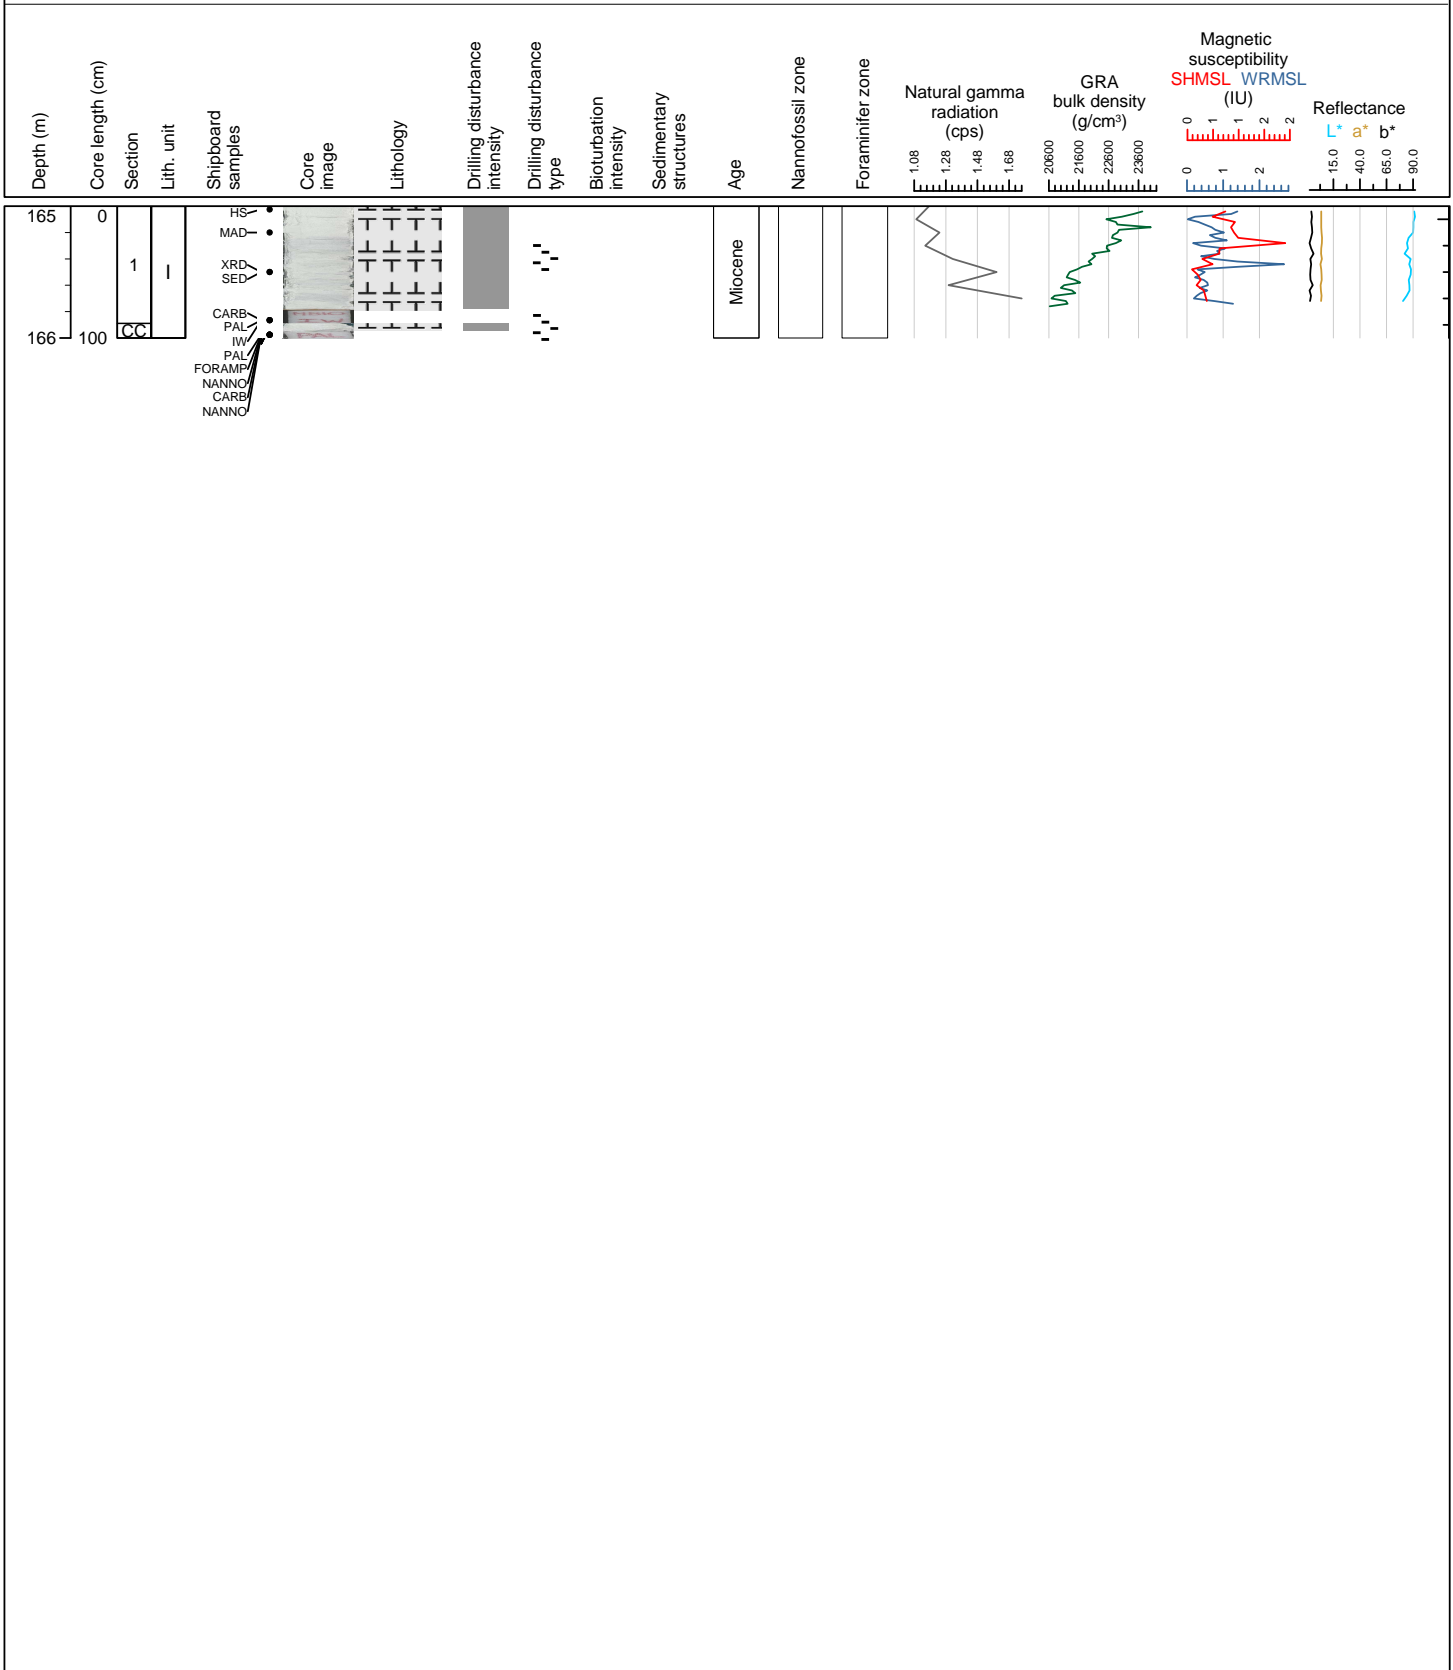 Depth (m)
Core length (cm)
Section
Lith. unit
Shipboard
samples
Core
image
Lithology
Drilling disturbance
intensity
Drilling disturbance
type
Bioturbation
intensity
Sedimentary
structures
Age
Nannofossil zone
Foraminifer zone
Natural gamma
radiation
(cps)
1.08 1.28 1.48 1.68
GRA
bulk density
(g/cm³)
20600 21600 22600 23600
Magnetic
susceptibility
SHMSL WRMSL
(IU)
0 1 1 2 2
0 1 2
Reflectance
L* a* b*
15.0 40.0 65.0 90.0
165
166
0
100
1
CC
I
HS
MAD
XRD
SED
CARB
PAL
IW
PAL
FORAMP
NANNO
CARB
NANNO
IW
PAL
Miocene